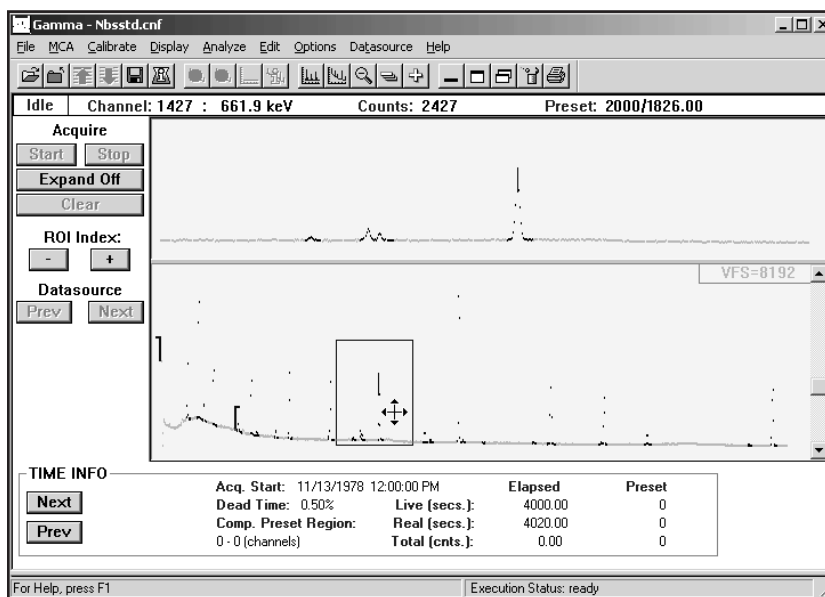 Gamma - Nbsstd.cnf
File MCA Calibrate Display Analyze Edit Options Datasource Help
Idle Channel: 1427 : 661.9 keV Counts: 2427 Preset: 2000/1826.00
Acquire
Start Stop
Expand Off
Clear
ROI Index:
- +
Datasource
Prev Next
VFS=8192
TIME INFO
Next
Prev
Acq. Start: 11/13/1978 12:00:00 PM Elapsed Preset
Dead Time: 0.50% Live (secs.): 4000.00 0
Comp. Preset Region: Real (secs.): 4020.00 0
0 - 0 (channels) Total (cnts.): 0.00 0
For Help, press F1 Execution Status: ready